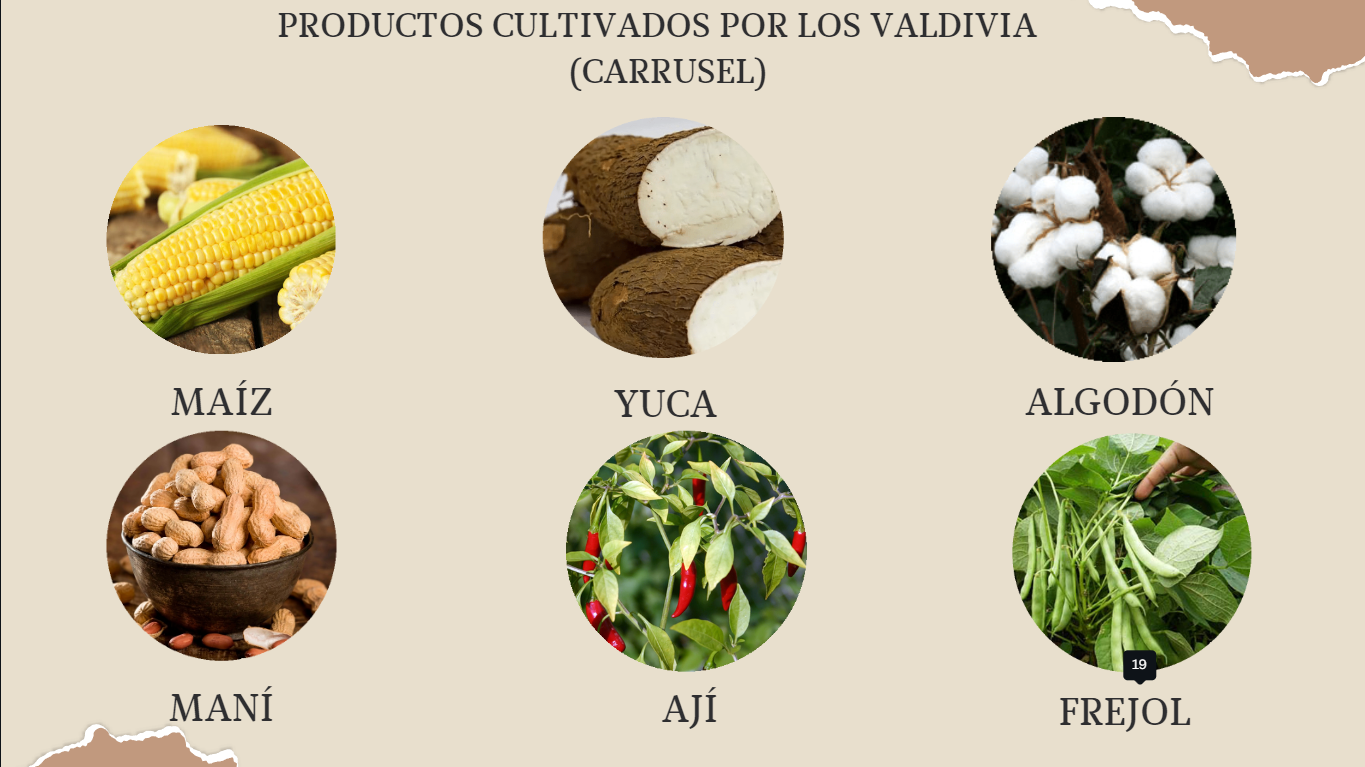 PRODUCTOS CULTIVADOS POR LOS VALDIVIA
(CARRUSEL)
MAÍZ
YUCA
ALGODÓN
MANÍ
AJÍ
19
FREJOL